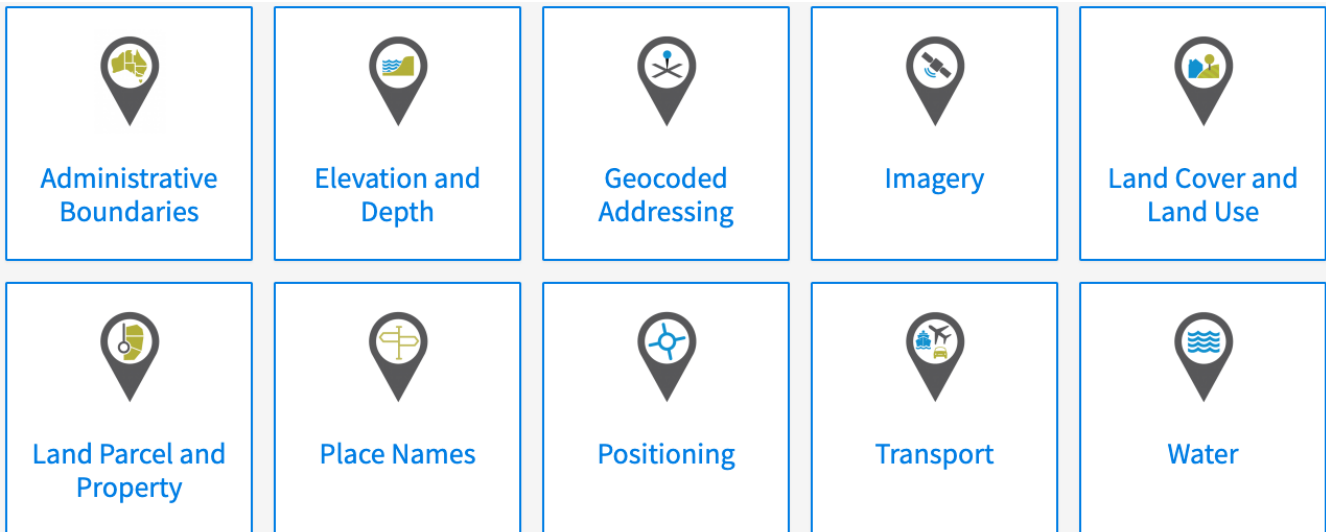 Administrative
Boundaries
Elevation and
Depth
Geocoded
Addressing
Imagery
Land Cover and
Land Use
Land Parcel and
Property
Place Names
Positioning
Transport
Water